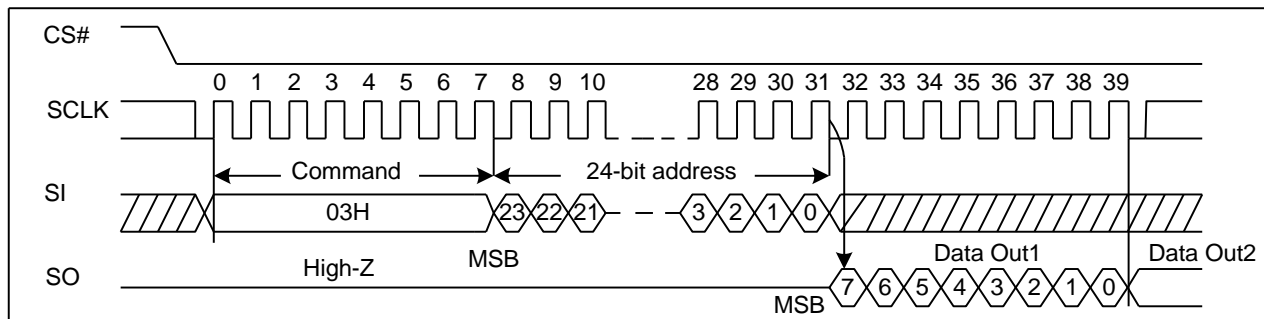 CS#
0 1 2 3 4 5 6 7 8 9 10 28 29 30 31 32 33 34 35 36 37 38 39
SCLK
Command 24-bit address
SI
03H 23 22 21 3 2 1 0
MSB Data Out1 Data Out2
High-Z
SO
MSB 7 6 5 4 3 2 1 0